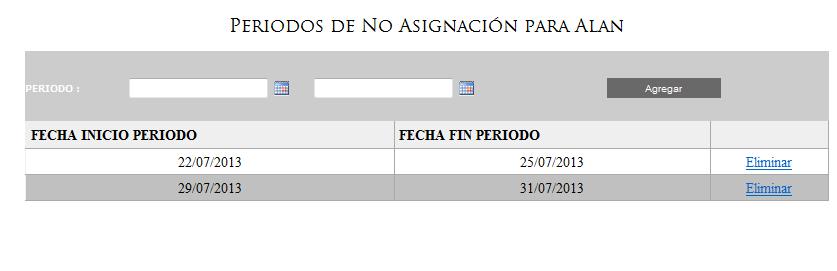 Periodos de No Asignación para Alan
PERIODO :
Agregar
FECHA INICIO PERIODO FECHA FIN PERIODO
22/07/2013 25/07/2013 Eliminar
29/07/2013 31/07/2013 Eliminar